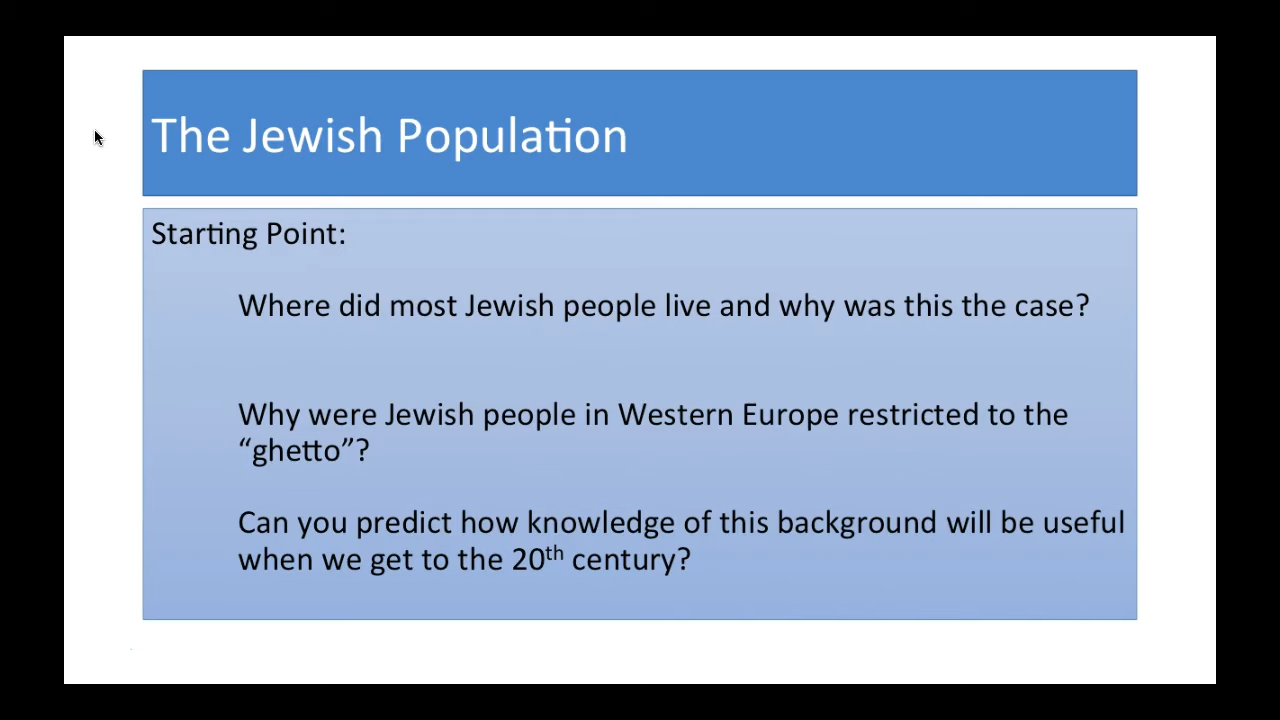 The Jewish Population
Starting Point:
Where did most Jewish people live and why was this the case?
Why were Jewish people in Western Europe restricted to the
“ghetto”?
Can you predict how knowledge of this background will be useful
when we get to the 20th century?